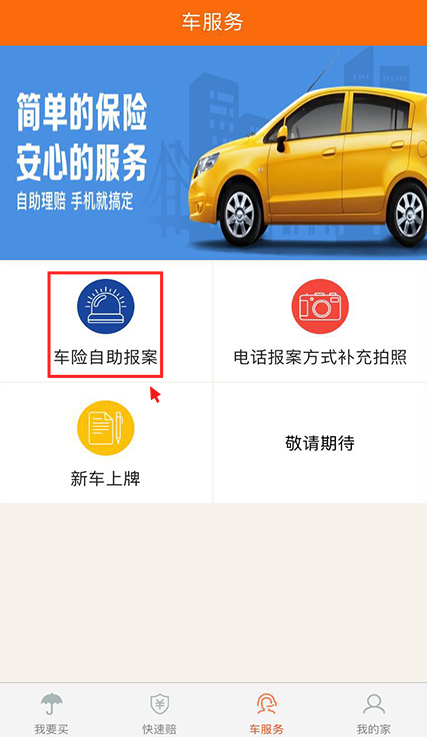 车服务
简单的保险
安心的服务
自助理赔 手机就搞定
车险自助报案
电话报案方式补充拍照
新车上牌
敬请期待
我要买
快速赔
车服务
我的家